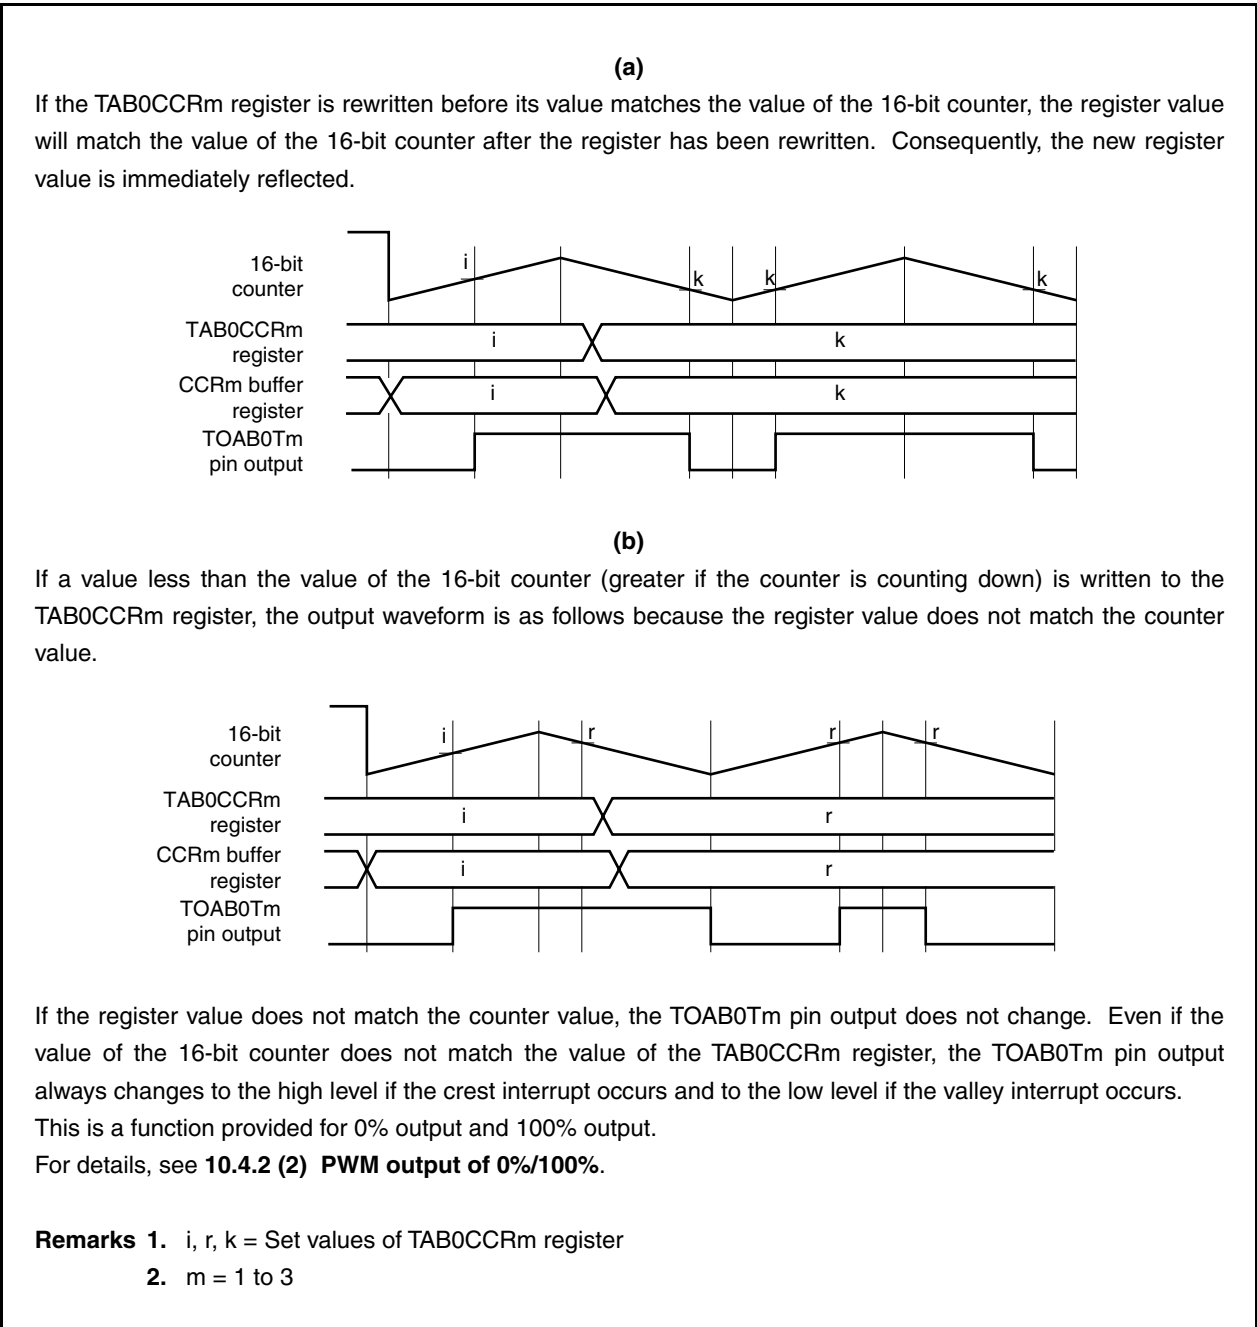 (a)
If the TAB0CCRm register is rewritten before its value matches the value of the 16-bit counter, the register value
will match the value of the 16-bit counter after the register has been rewritten.  Consequently, the new register
value is immediately reflected.
16-bit
counter
i
k
k
k
TAB0CCRm
register
i
k
CCRm buffer
register
i
k
TOAB0Tm
pin output
(b)
If a value less than the value of the 16-bit counter (greater if the counter is counting down) is written to the
TAB0CCRm register, the output waveform is as follows because the register value does not match the counter
value.
16-bit
counter
i
r
r
r
TAB0CCRm
register
i
r
CCRm buffer
register
i
r
TOAB0Tm
pin output
If the register value does not match the counter value, the TOAB0Tm pin output does not change.  Even if the
value of the 16-bit counter does not match the value of the TAB0CCRm register, the TOAB0Tm pin output
always changes to the high level if the crest interrupt occurs and to the low level if the valley interrupt occurs.
This is a function provided for 0% output and 100% output.
For details, see 10.4.2 (2)  PWM output of 0%/100%.
Remarks 1.  i, r, k = Set values of TAB0CCRm register
2.  m = 1 to 3